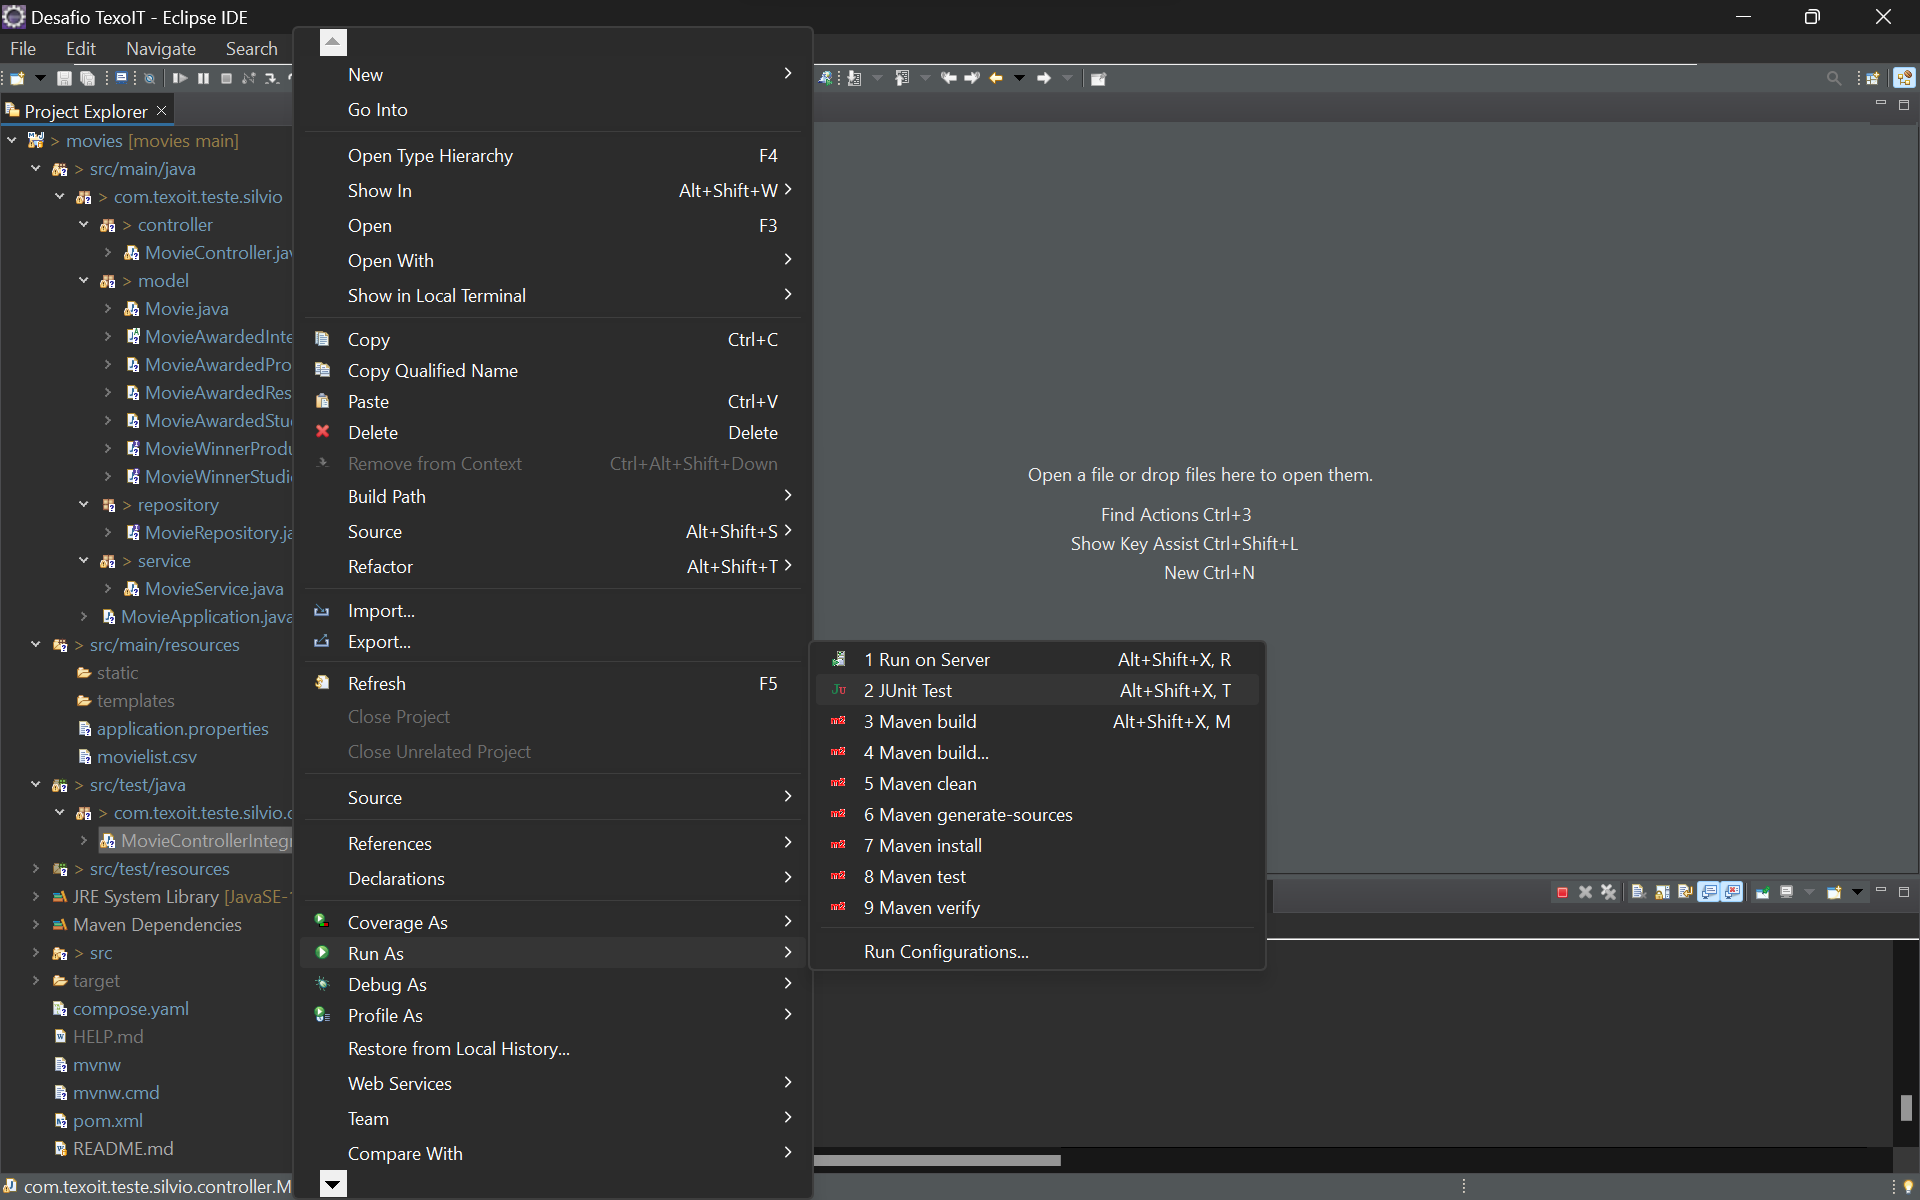 Desafio TexoIT - Eclipse IDE
File Edit Navigate Search
Project Explorer
> movies [movies main]
> src/main/java
> com.texoit.teste.silvio
> controller
MovieController.jav
> model
Movie.java
MovieAwardedInte
MovieAwardedPro
MovieAwardedRes
MovieAwardedStu
MovieWinnerProdu
MovieWinnerStudi
> repository
MovieRepository.ja
> service
MovieService.java
MovieApplication.java
> src/main/resources
static
templates
application.properties
movielist.csv
> src/test/java
> com.texoit.teste.silvio.c
MovieControllerIntegr
> src/test/resources
JRE System Library [JavaSE-1
Maven Dependencies
> src
target
compose.yaml
HELP.md
mvnw
mvnw.cmd
pom.xml
README.md
com.texoit.teste.silvio.controller.M
New
Go Into
Open Type Hierarchy F4
Show In Alt+Shift+W
Open F3
Open With
Show in Local Terminal
Copy Ctrl+C
Copy Qualified Name
Paste Ctrl+V
Delete Delete
Remove from Context Ctrl+Alt+Shift+Down
Build Path
Source Alt+Shift+S
Refactor Alt+Shift+T
Import...
Export...
Refresh F5
Close Project
Close Unrelated Project
Source
References
Declarations
Coverage As
Run As
Debug As
Profile As
Restore from Local History...
Web Services
Team
Compare With
1 Run on Server Alt+Shift+X, R
2 JUnit Test Alt+Shift+X, T
3 Maven build Alt+Shift+X, M
4 Maven build...
5 Maven clean
6 Maven generate-sources
7 Maven install
8 Maven test
9 Maven verify
Run Configurations...
Open a file or drop files here to open them.
Find Actions Ctrl+3
Show Key Assist Ctrl+Shift+L
New Ctrl+N